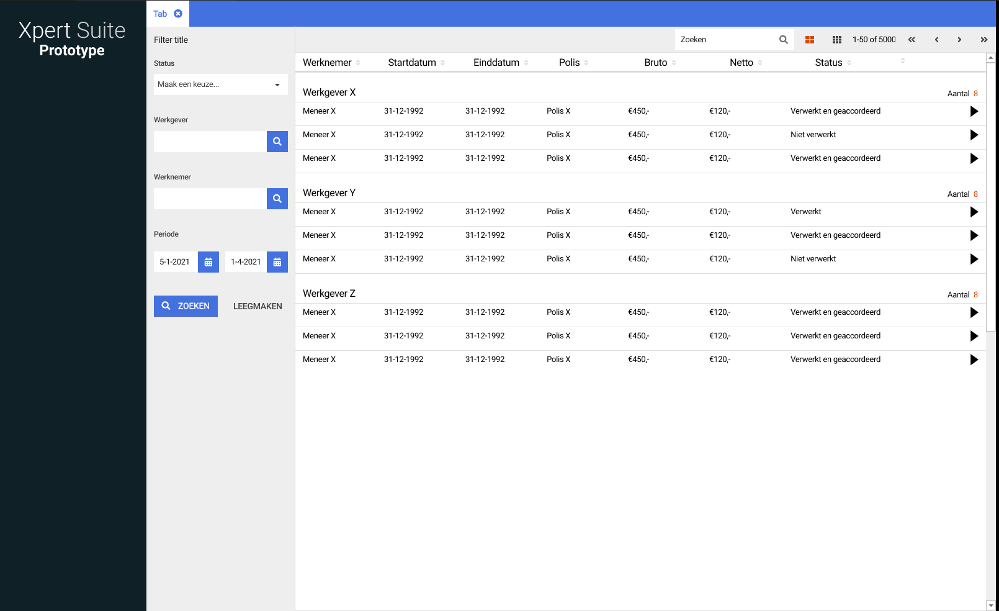 Xpert Suite
Prototype
Tab
Filter title
Status
Maak een keuze...
Werkgever
Werknemer
Periode
5-1-2021 1-4-2021
ZOEKEN LEEGMAKEN
Zoeken 1-50 of 5000
Werknemer Startdatum Einddatum Polis Bruto Netto Status
Werkgever X Aantal 8
Meneer X 31-12-1992 31-12-1992 Polis X €450,- €120,- Verwerkt en geaccordeerd
Meneer X 31-12-1992 31-12-1992 Polis X €450,- €120,- Niet verwerkt
Meneer X 31-12-1992 31-12-1992 Polis X €450,- €120,- Verwerkt en geaccordeerd
Werkgever Y Aantal 8
Meneer X 31-12-1992 31-12-1992 Polis X €450,- €120,- Verwerkt
Meneer X 31-12-1992 31-12-1992 Polis X €450,- €120,- Verwerkt en geaccordeerd
Meneer X 31-12-1992 31-12-1992 Polis X €450,- €120,- Niet verwerkt
Werkgever Z Aantal 8
Meneer X 31-12-1992 31-12-1992 Polis X €450,- €120,- Verwerkt en geaccordeerd
Meneer X 31-12-1992 31-12-1992 Polis X €450,- €120,- Verwerkt en geaccordeerd
Meneer X 31-12-1992 31-12-1992 Polis X €450,- €120,- Verwerkt en geaccordeerd